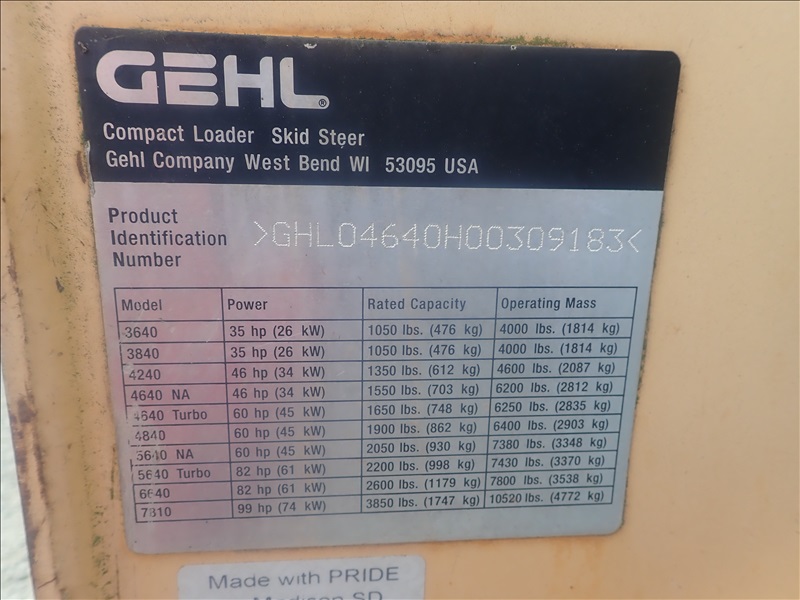 GEHL®
Compact Loader Skid Steer
Gehl Company West Bend WI 53095 USA
Product
Identification
Number
>GHL04640H00309183<
Model Power Rated Capacity Operating Mass
3640 35 hp (26 kW) 1050 lbs. (476 kg) 4000 lbs. (1814 kg)
3840 35 hp (26 kW) 1050 lbs. (476 kg) 4000 lbs. (1814 kg)
4240 46 hp (34 kW) 1350 lbs. (612 kg) 4600 lbs. (2087 kg)
4640 NA 46 hp (34 kW) 1550 lbs. (703 kg) 6200 lbs. (2812 kg)
4640 Turbo 60 hp (45 kW) 1650 lbs. (748 kg) 6250 lbs. (2835 kg)
4840 60 hp (45 kW) 1900 lbs. (862 kg) 6400 lbs. (2903 kg)
5640 NA 60 hp (45 kW) 2050 lbs. (930 kg) 7380 lbs. (3348 kg)
5640 Turbo 82 hp (61 kW) 2200 lbs. (998 kg) 7430 lbs. (3370 kg)
6640 82 hp (61 kW) 2600 lbs. (1179 kg) 7800 lbs. (3538 kg)
7810 99 hp (74 kW) 3850 lbs. (1747 kg) 10520 lbs. (4772 kg)
Made with PRIDE
Madison SD